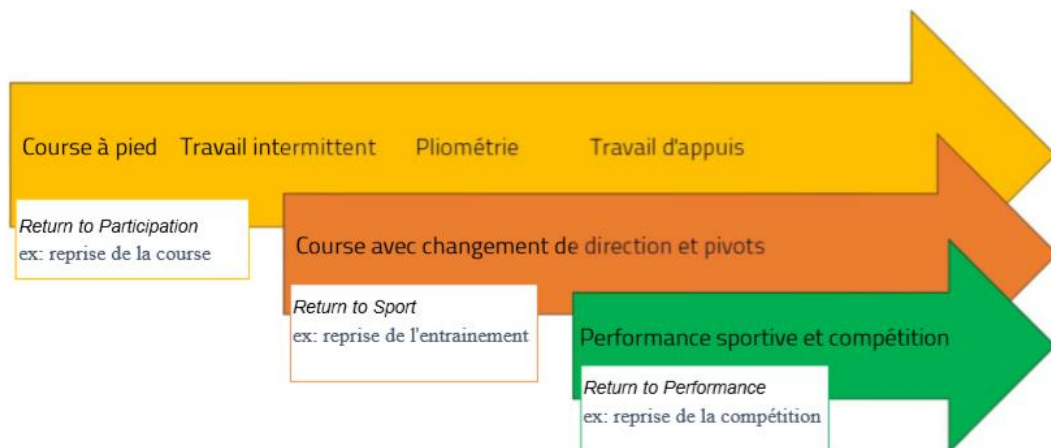 Course à pied Travail intermittent Pliométrie Travail d'appuis
Return to Participation
ex: reprise de la course
Course avec changement de direction et pivots
Return to Sport
ex: reprise de l'entrainement
Performance sportive et compétition
Return to Performance
ex: reprise de la compétition